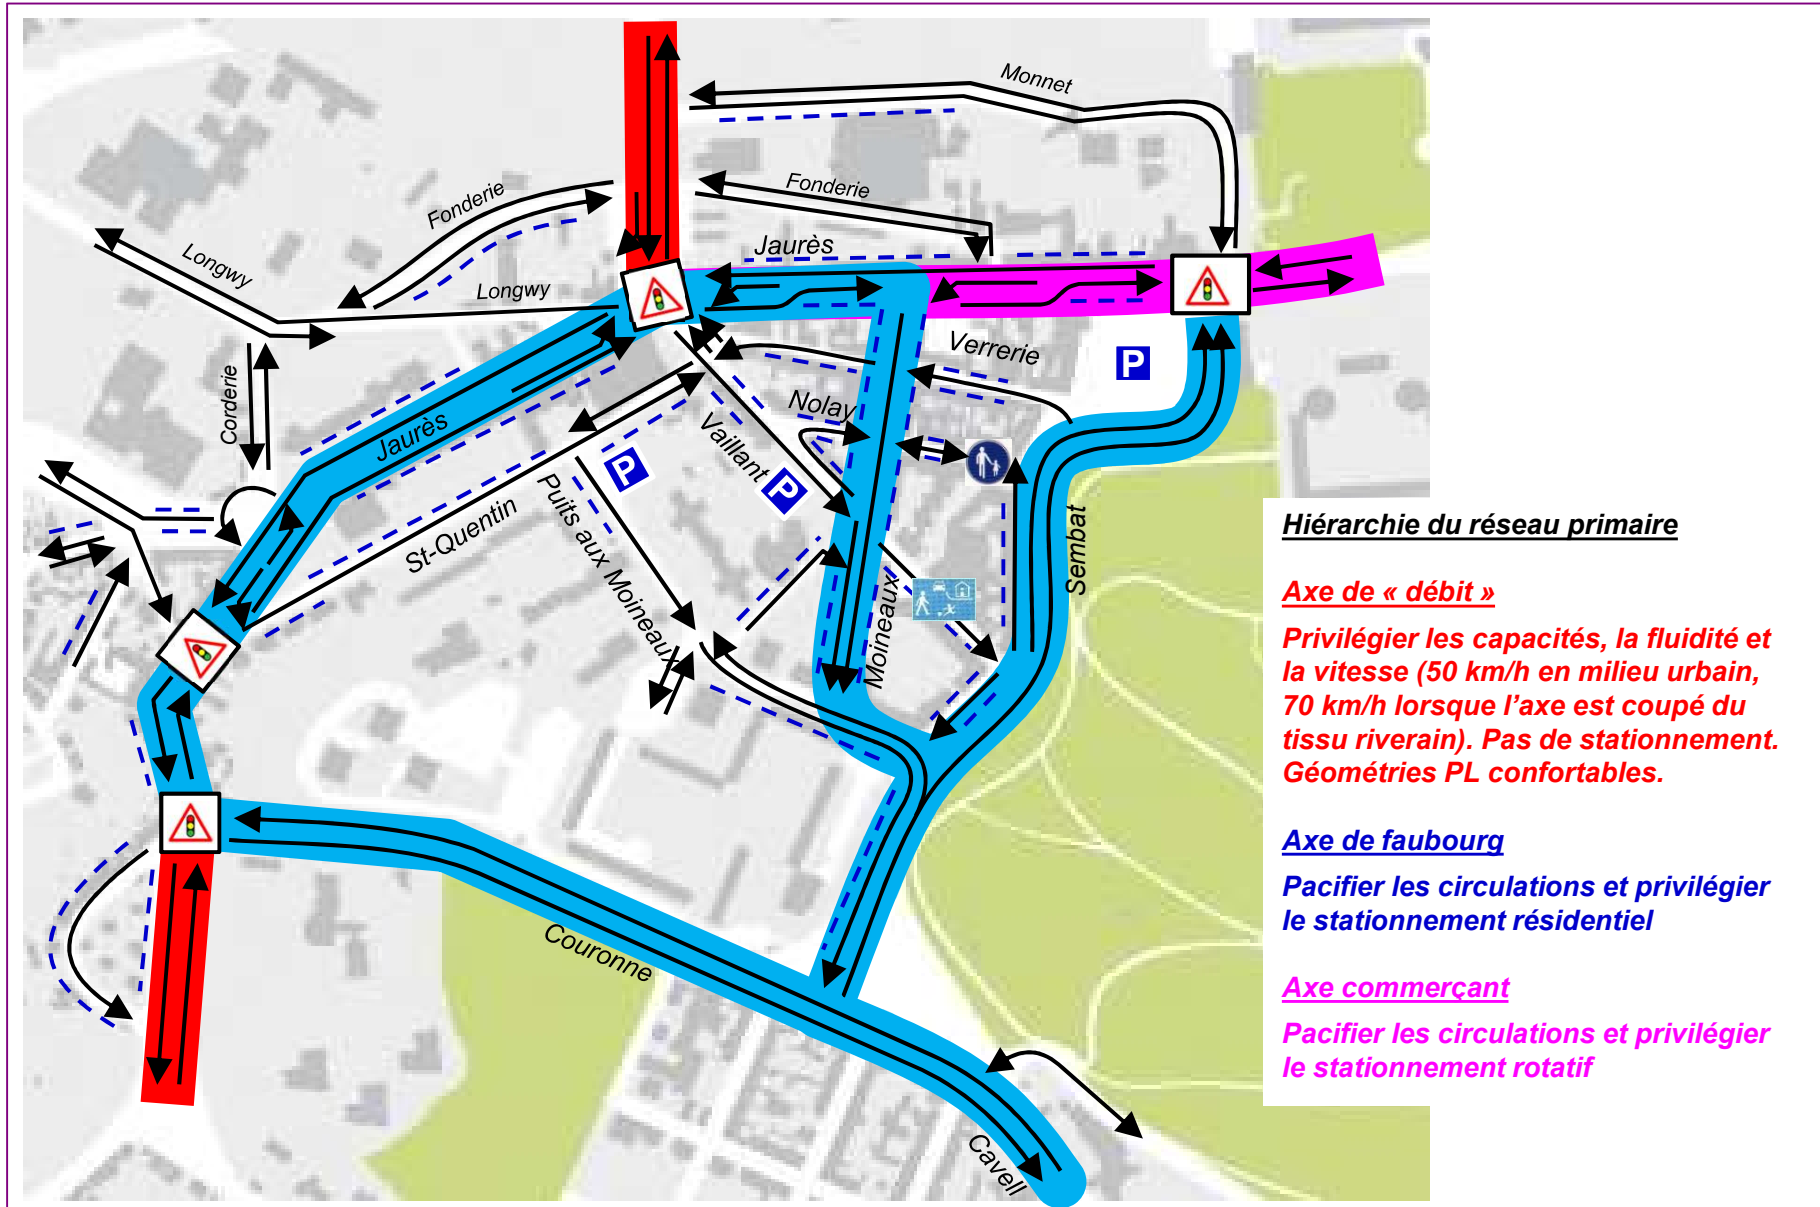 Monnet
Fonderie
Fonderie
Jaurès
Longwy
Longwy
Verrerie
P
Corderie
Nolay
Jaurès
Vaillant
P
P
St-Quentin
Puits aux Moineaux
Sembat
Moineaux
Couronne
Cavell
Hiérarchie du réseau primaire
Axe de « débit »
Privilégier les capacités, la fluidité et
la vitesse (50 km/h en milieu urbain,
70 km/h lorsque l’axe est coupé du
tissu riverain). Pas de stationnement.
Géométries PL confortables.
Axe de faubourg
Pacifier les circulations et privilégier
le stationnement résidentiel
Axe commerçant
Pacifier les circulations et privilégier
le stationnement rotatif